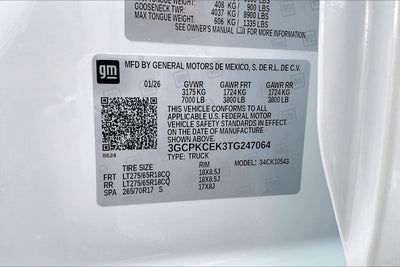 TONGUE 408 KG / 900 LBS
GOOSENECK TWR: 4037 KG / 8900 LBS
MAX TONGUE 606 KG / 1335 LBS
*SEE OWNER'S MANUAL FOR
gm
MFD BY GENERAL MOTORS DE MEXICO, S. DE R.L. DE C.V.
01/26 GVWR GAWR FRT GAWR RR
3175 KG 1724 KG 1724 KG
7000 LB 3800 LB 3800 LB
THIS VEHICLE CONFORMS TO ALL
APPLICABLE U.S. FEDERAL MOTOR
VEHICLE SAFETY STANDARDS IN EFFECT ON
THE DATE OF MANUFACTURE SHOWN ABOVE.
3GCPKCEK3TG247064
8624 TYPE: TRUCK
TIRE SIZE RIM MODEL: 34CK10543
FRT LT275/65R18CQ 18X8.5J
RR LT275/65R18CQ 18X8.5J
SPA 265/70R17 S 17X8J